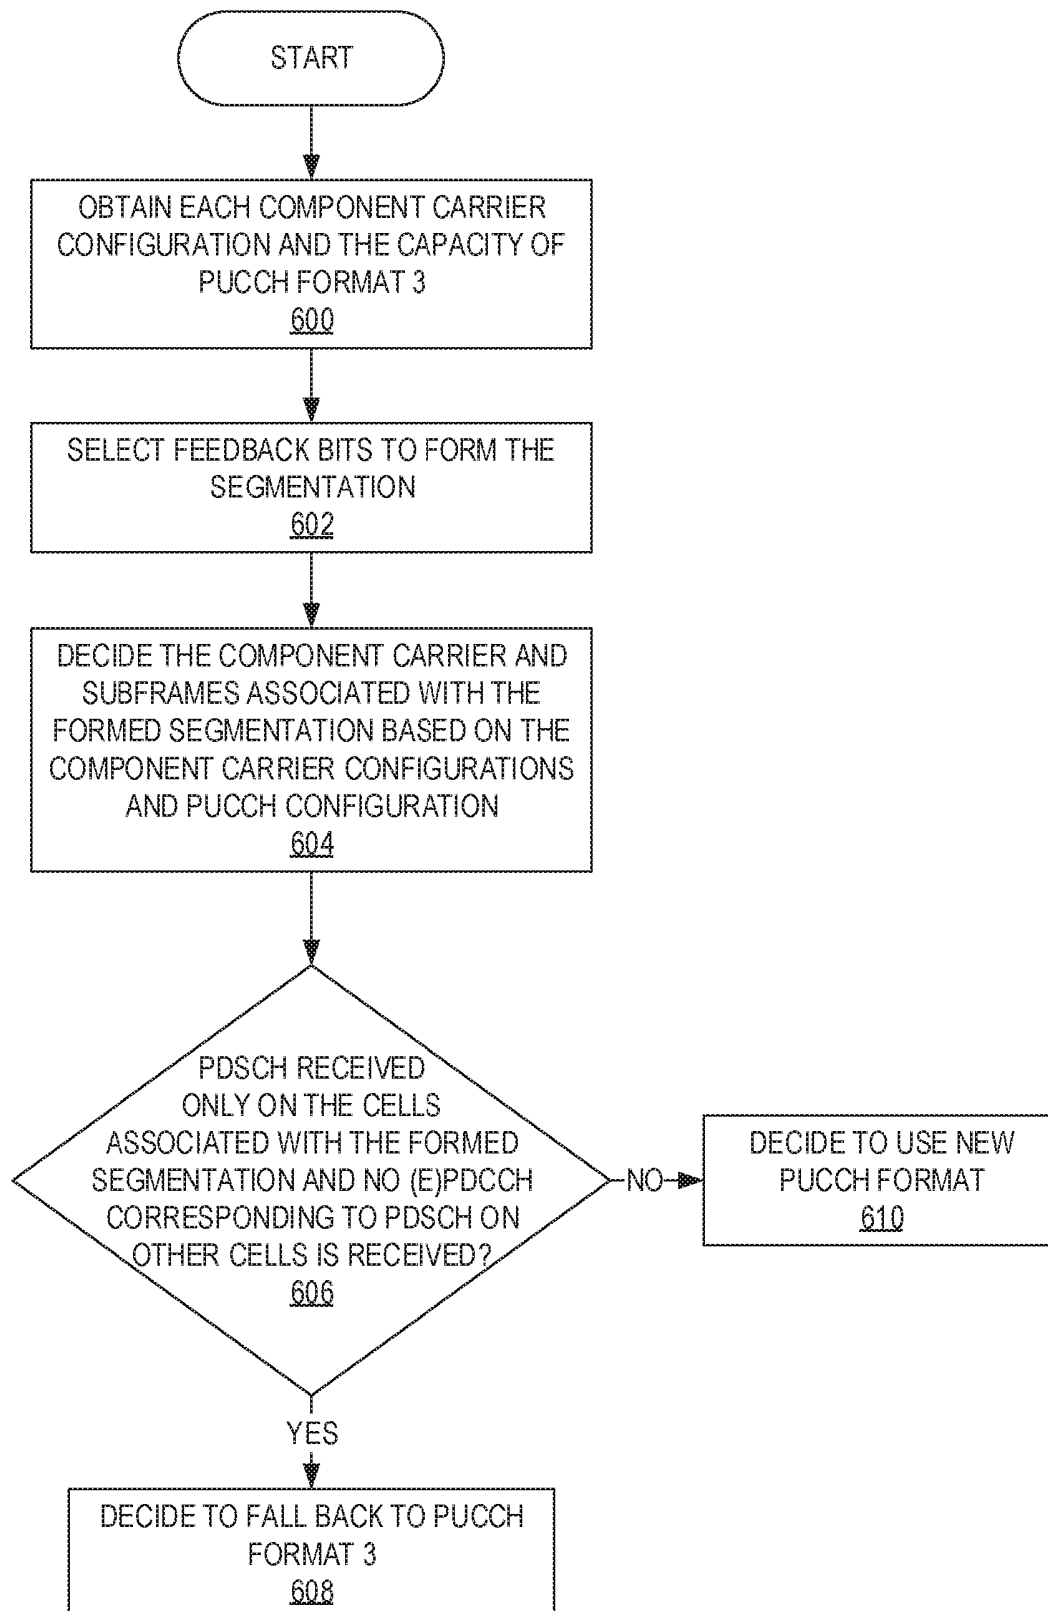 START
OBTAIN EACH COMPONENT CARRIER
CONFIGURATION AND THE CAPACITY OF
PUCCH FORMAT 3
600
SELECT FEEDBACK BITS TO FORM THE
SEGMENTATION
602
DECIDE THE COMPONENT CARRIER AND
SUBFRAMES ASSOCIATED WITH THE
FORMED SEGMENTATION BASED ON THE
COMPONENT CARRIER CONFIGURATIONS
AND PUCCH CONFIGURATION
604
PDSCH RECEIVED
ONLY ON THE CELLS
ASSOCIATED WITH THE FORMED
SEGMENTATION AND NO (E)PDCCH
CORRESPONDING TO PDSCH ON
OTHER CELLS IS RECEIVED?
606
NO
DECIDE TO USE NEW
PUCCH FORMAT
610
YES
DECIDE TO FALL BACK TO PUCCH
FORMAT 3
608